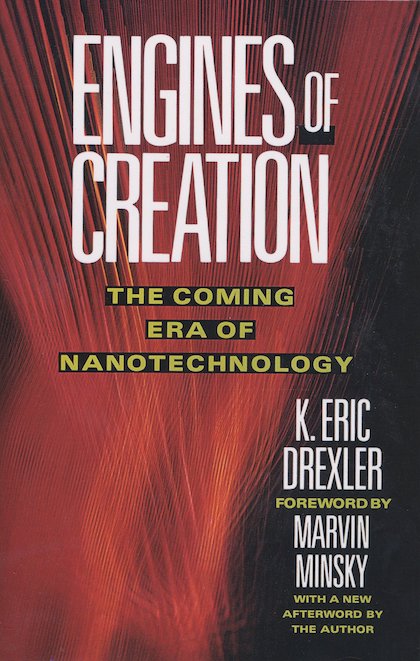 ENGINES OF
CREATION
THE COMING
ERA OF
NANOTECHNOLOGY
K. ERIC
DREXLER
FOREWORD BY
MARVIN
MINSKY
WITH A NEW
AFTERWORD BY
THE AUTHOR